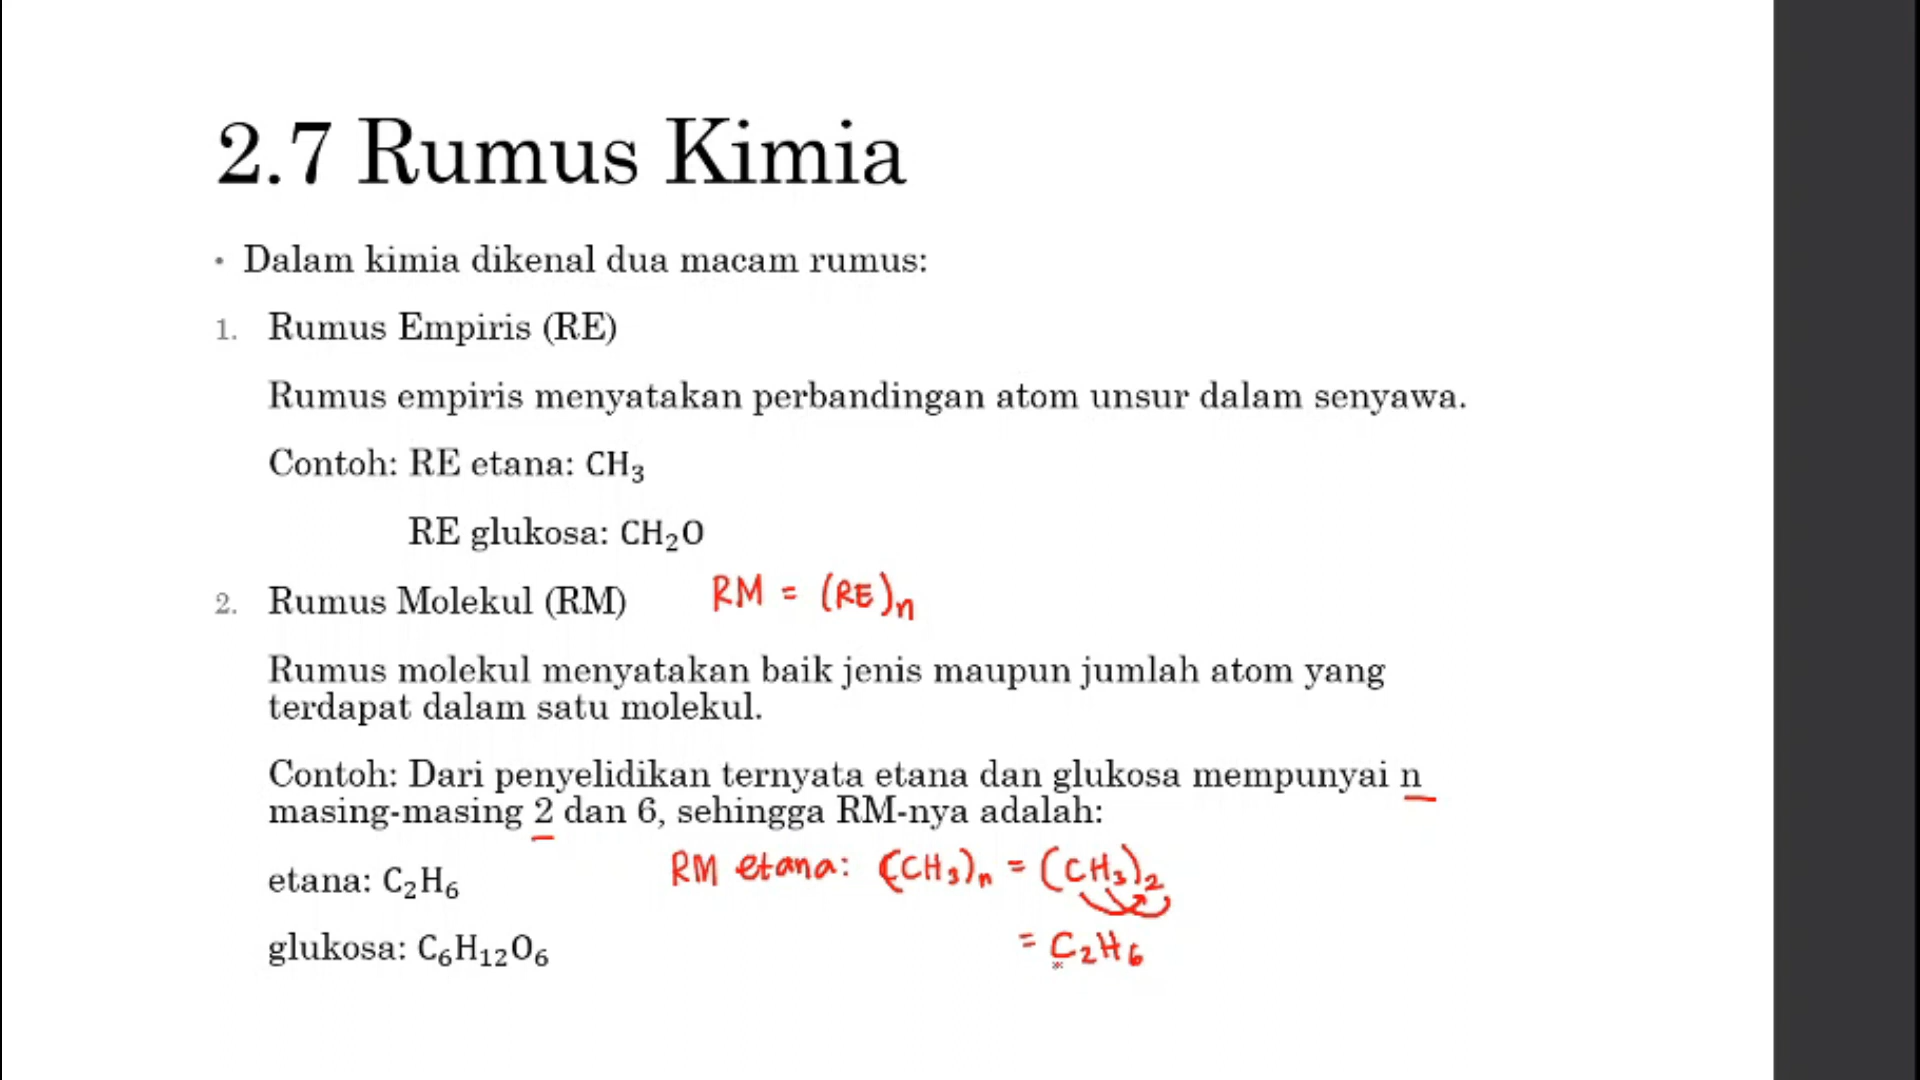 2.7 Rumus Kimia
• Dalam kimia dikenal dua macam rumus:
1. Rumus Empiris (RE)
Rumus empiris menyatakan perbandingan atom unsur dalam senyawa.
Contoh: RE etana: CH₃
RE glukosa: CH₂O
2. Rumus Molekul (RM) RM = (RE)ₙ
Rumus molekul menyatakan baik jenis maupun jumlah atom yang
terdapat dalam satu molekul.
Contoh: Dari penyelidikan ternyata etana dan glukosa mempunyai n
masing-masing 2 dan 6, sehingga RM-nya adalah:
etana: C₂H₆ RM etana: (CH₃)ₙ = (CH₃)₂
glukosa: C₆H₁₂O₆ = C₂H₆